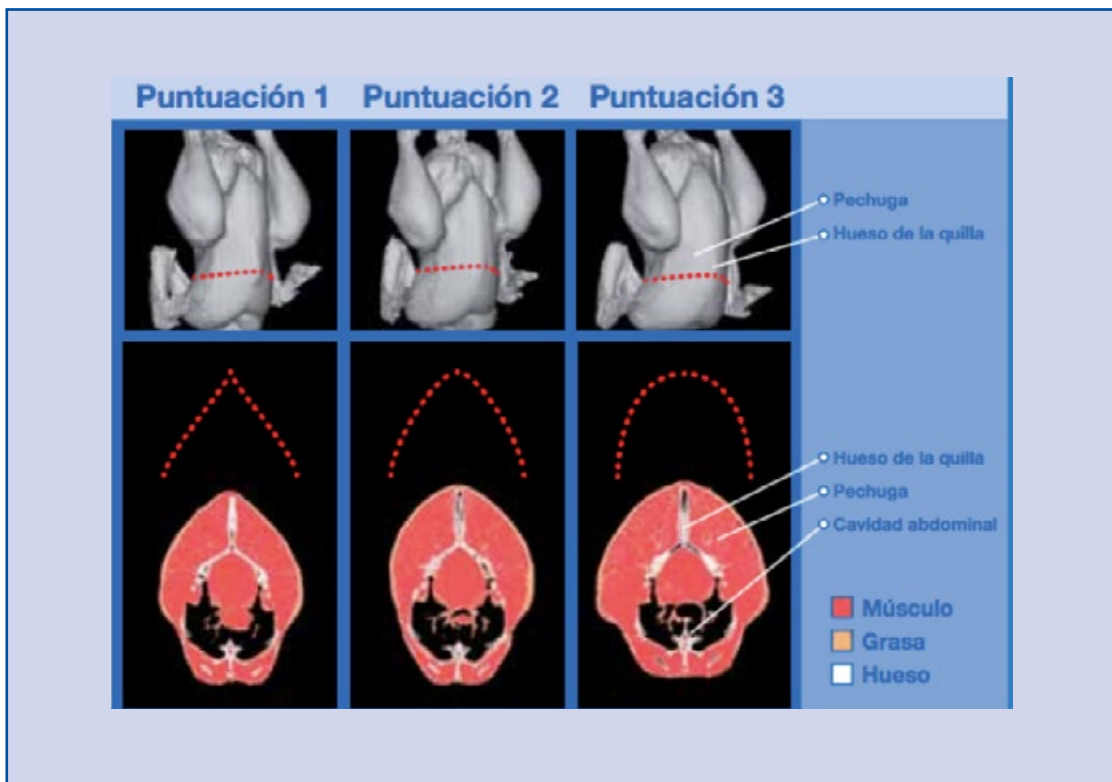 Puntuación 1 Puntuación 2 Puntuación 3
Pechuga
Hueso de la quilla
Hueso de la quilla
Pechuga
Cavidad abdominal
Músculo
Grasa
Hueso